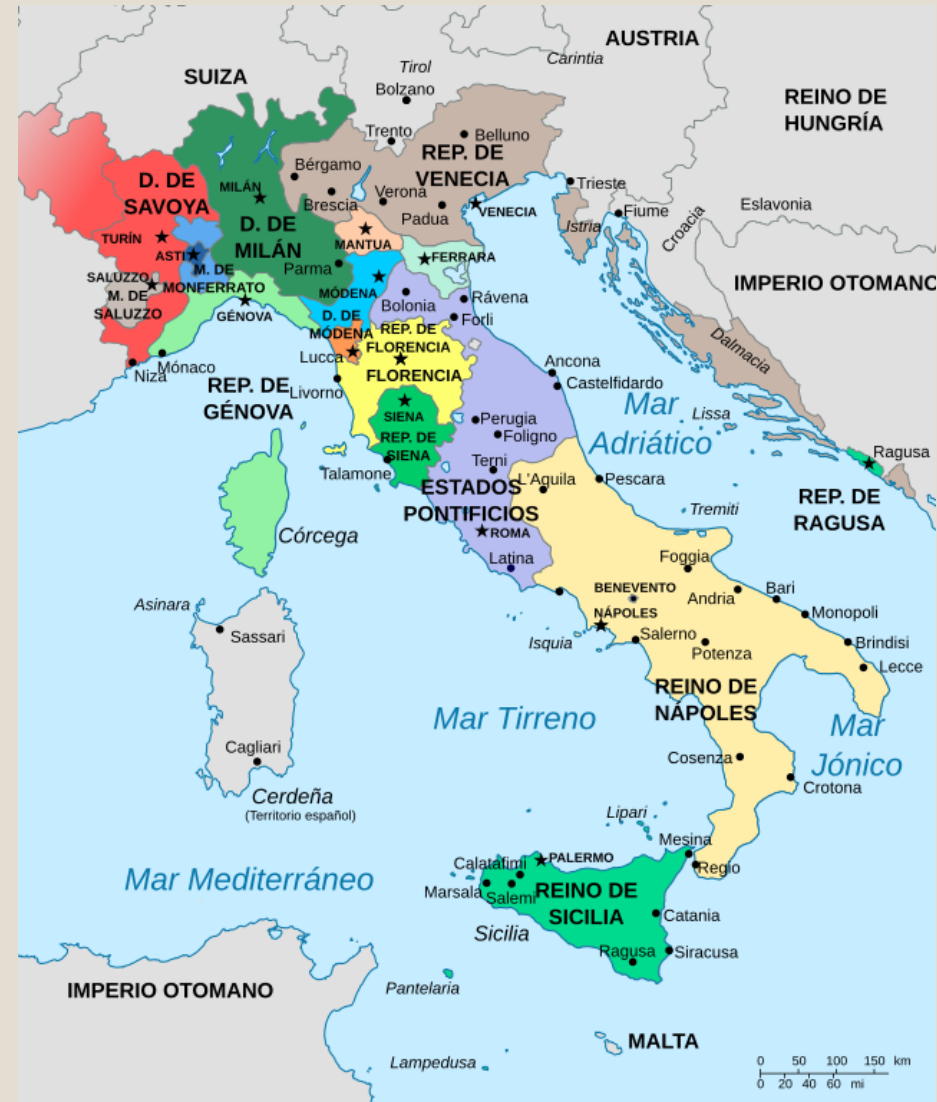 AUSTRIA
Carintia
Tirol
SUIZA
Bolzano
REINO DE
HUNGRÍA
Trento
Belluno
REP. DE
VENECIA
Bérgamo
D. DE
SAVOYA
MILÁN
Verona
Brescia
Padua
VENECIA
Trieste
Fiume
Istria
Croacia
Eslavonia
D. DE
MILÁN
TURÍN
MANTUA
ASTI
FERRARA
M. DE
MONFERRATO
Parma
SALUZZO
M. DE
SALUZZO
MÓDENA
IMPERIO OTOMANO
Bolonia
Rávena
GÉNOVA
D. DE
MÓDENA
Forli
REP. DE
FLORENCIA
Dalmacia
Lucca
Mónaco
Niza
FLORENCIA
Ancona
Castelfidardo
REP. DE
GÉNOVA
Livorno
Mar
Adriático
Lissa
SIENA
Perugia
Foligno
REP. DE
SIENA
Terni
Talamone
Ragusa
L'Aquila
Pescara
ESTADOS
PONTIFICIOS
REP. DE
RAGUSA
Tremiti
ROMA
Córcega
Latina
Foggia
BENEVENTO
Andria
Bari
Asinara
NÁPOLES
Monopoli
Sassari
Isquia
Salerno
Potenza
Brindisi
Lecce
REINO DE
NÁPOLES
Mar Tirreno
Mar
Jónico
Cagliari
Cosenza
Crotona
Cerdeña
(Territorio español)
Lipari
Mesina
Calatafimi
PALERMO
Regio
Mar Mediterráneo
Marsala
Salemi
REINO DE
SICILIA
Catania
Sicilia
Ragusa
Siracusa
IMPERIO OTOMANO
Pantelaria
MALTA
Lampedusa
0 50 100 150 km
0 20 40 60 mi